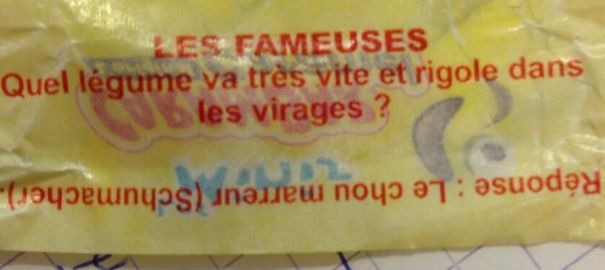 LES FAMEUSES
Quel légume va très vite et rigole dans
les virages ?
Réponse : Le chou marreur (Schumacher).